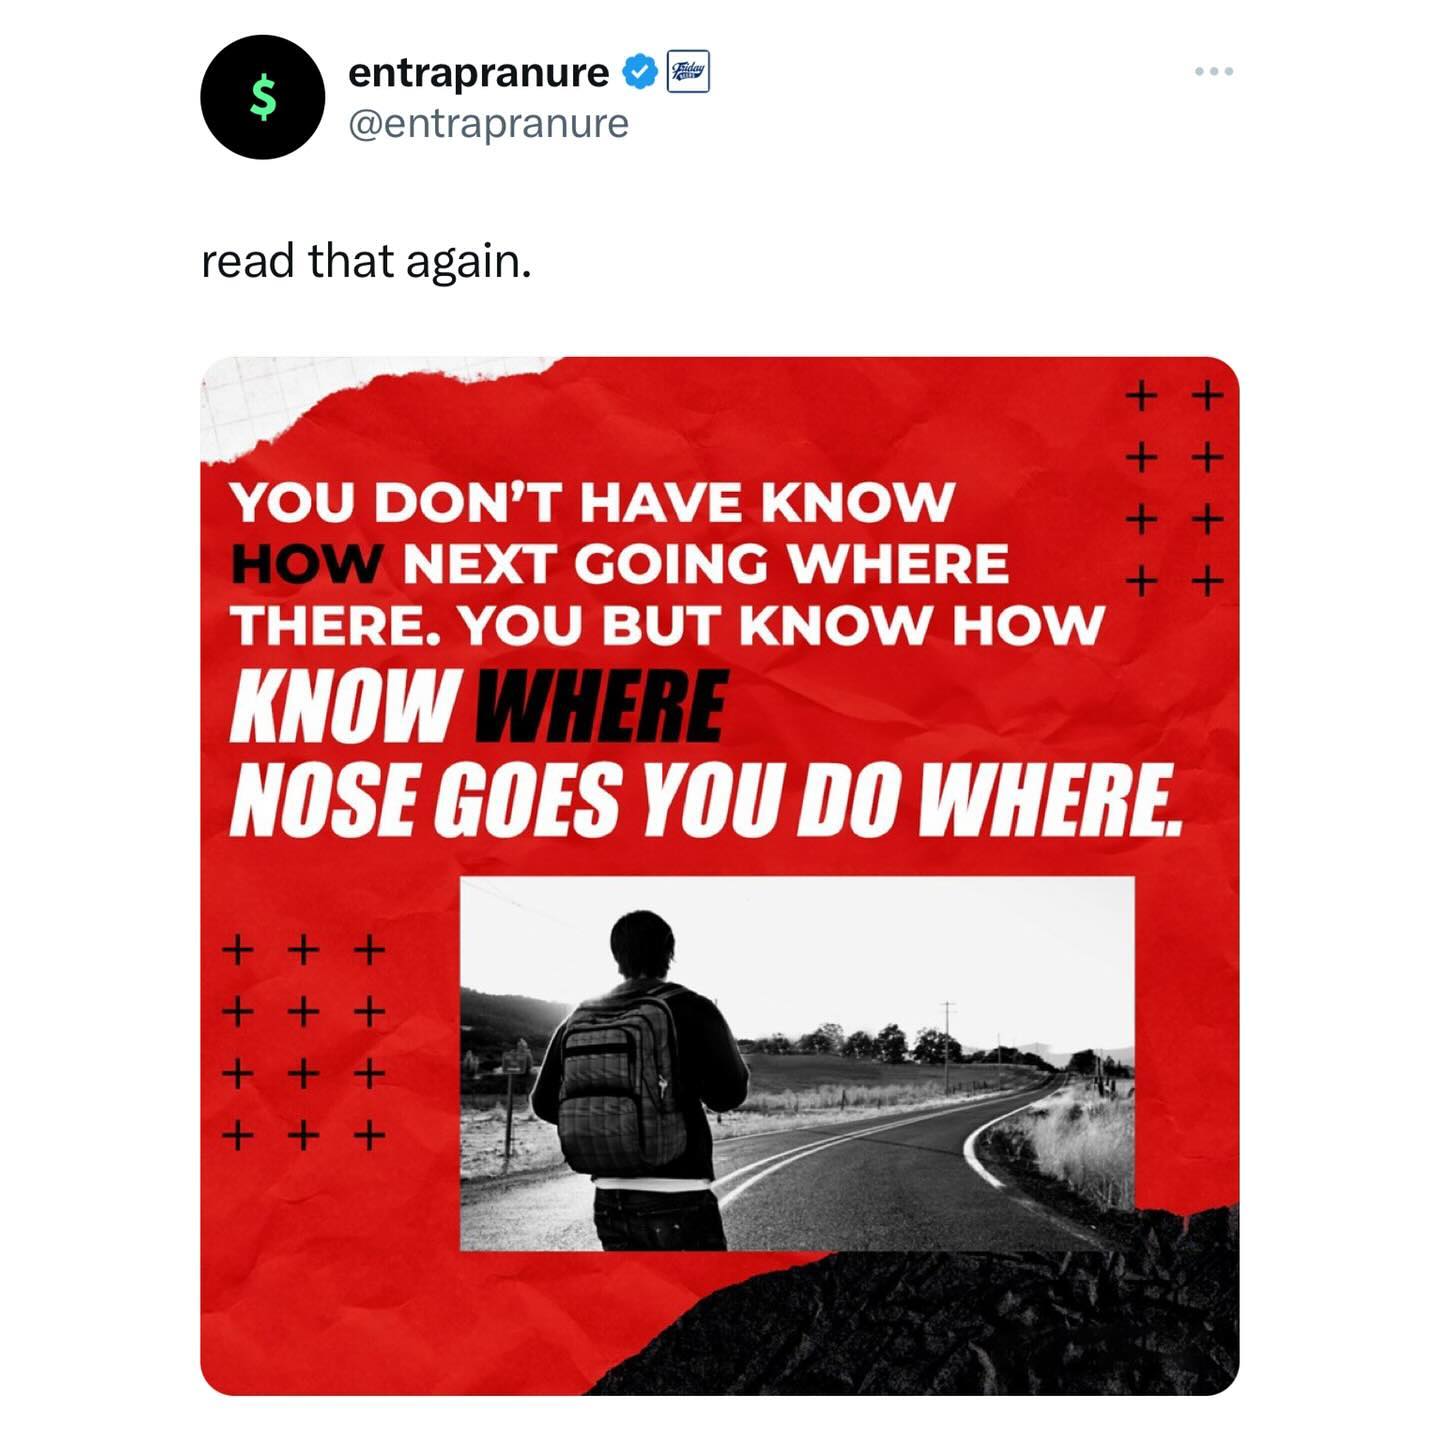 entrapranure
Friday
@entrapranure
read that again.
YOU DON’T HAVE KNOW
HOW NEXT GOING WHERE
THERE. YOU BUT KNOW HOW
KNOW WHERE
NOSE GOES YOU DO WHERE.